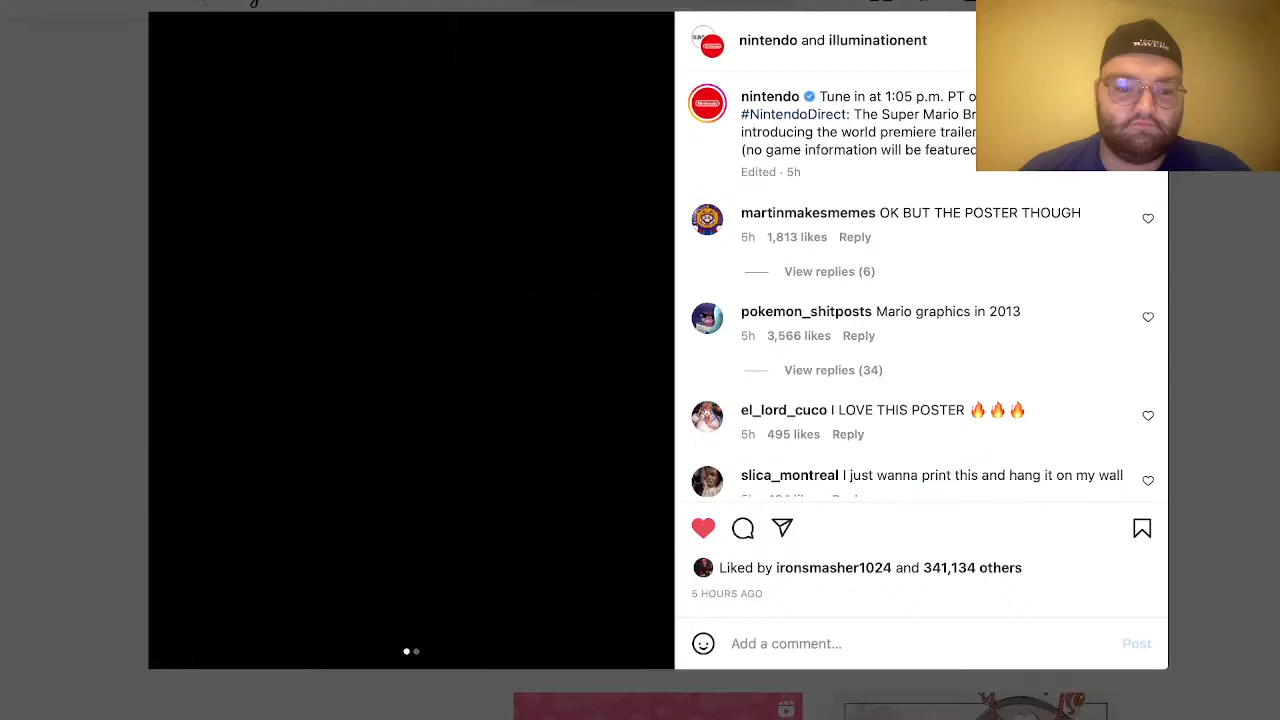 nintendo and illuminationent
nintendo Tune in at 1:05 p.m. PT
#NintendoDirect: The Super Mario
introducing the world premiere
(no game information will be featured
Edited · 5h
martinmakesmemes OK BUT THE POSTER THOUGH
5h 1,813 likes Reply
View replies (6)
pokemon_shitposts Mario graphics in 2013
5h 3,566 likes Reply
View replies (34)
el_lord_cuco I LOVE THIS POSTER 🔥🔥🔥
5h 495 likes Reply
slica_montreal I just wanna print this and hang it on my wall
Liked by ironsmasher1024 and 341,134 others
5 HOURS AGO
Add a comment... Post
RAVENS